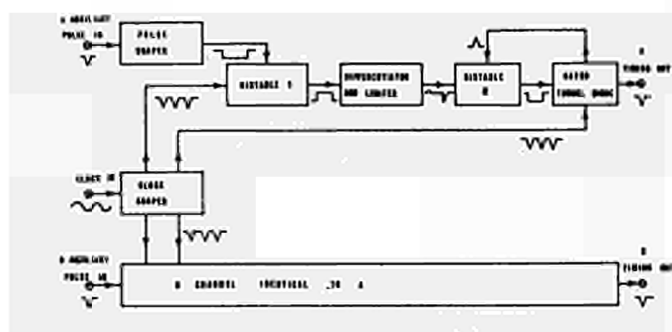 A AUXILIARY
PULSE IN
PULSE
SHAPER
BISTABLE 1
DIFFERENTIATOR
AND LIMITER
BISTABLE
2
GATED
TUNNEL DIODE
A
TIMING OUT
CLOCK IN
CLOCK
SHAPER
B AUXILIARY
PULSE IN
B CHANNEL IDENTICAL TO A
B
TIMING OUT